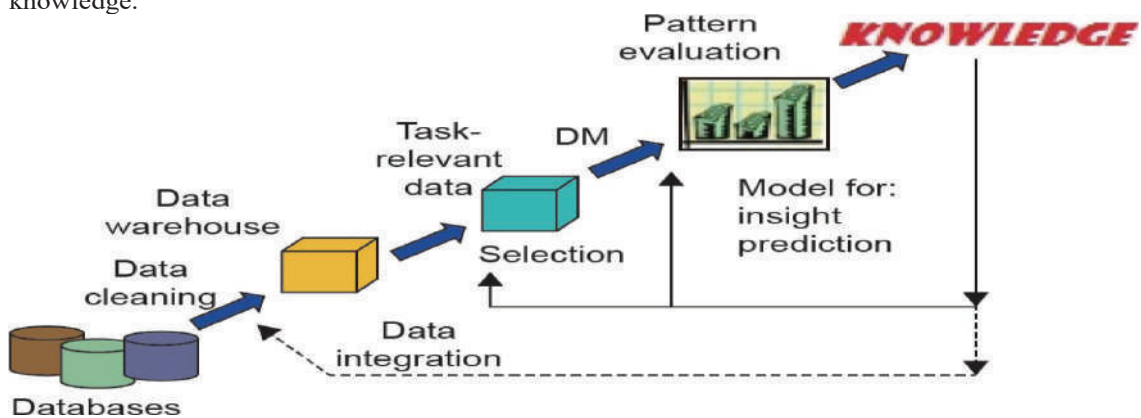 knowledge.
Pattern
evaluation
KNOWLEDGE
Task-
relevant
data
DM
Data
warehouse
Model for:
insight
prediction
Selection
Data
cleaning
Data
integration
Databases